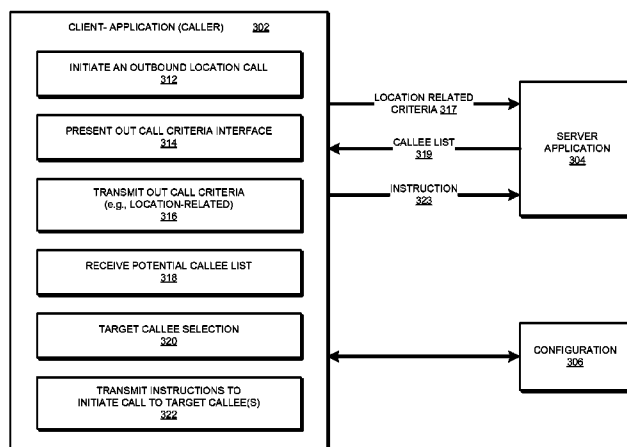 CLIENT- APPLICATION (CALLER) 302
INITIATE AN OUTBOUND LOCATION CALL
312
PRESENT OUT CALL CRITERIA INTERFACE
314
TRANSMIT OUT CALL CRITERIA
(e.g., LOCATION-RELATED)
316
RECEIVE POTENTIAL CALLEE LIST
318
TARGET CALLEE SELECTION
320
TRANSMIT INSTRUCTIONS TO
INITIATE CALL TO TARGET CALLEE(S)
322
LOCATION RELATED
CRITERIA 317
CALLEE LIST
319
INSTRUCTION
323
SERVER
APPLICATION
304
CONFIGURATION
306